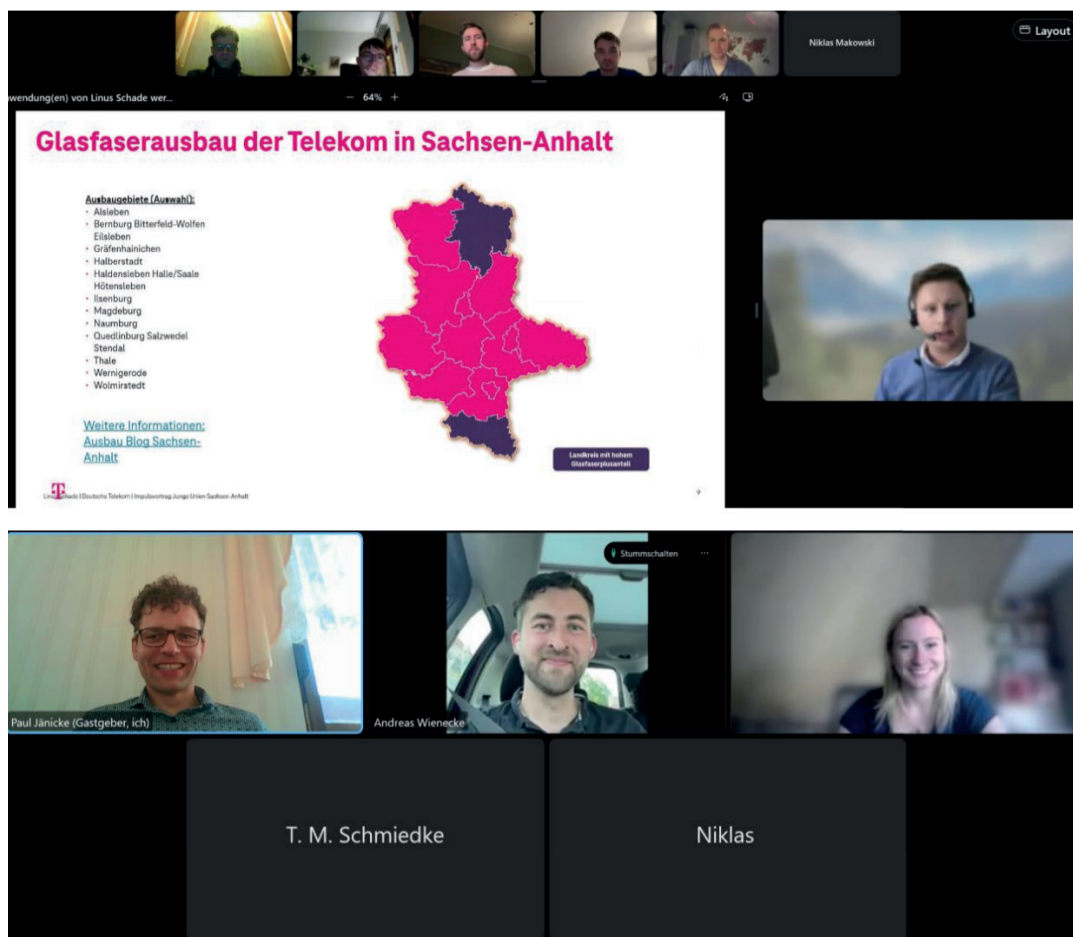 Niklas Makowski
Layout
wendung(en) von Linus Schade wer...
— 64% +
Glasfaserausbau der Telekom in Sachsen-Anhalt
Ausbaugebiete (Auswahl):
• Alsleben
• Bernburg Bitterfeld-Wolfen
Eilsleben
• Gräfenhainichen
• Halberstadt
• Haldensleben Halle/Saale
Hötensleben
• Ilsenburg
• Magdeburg
• Naumburg
• Quedlinburg Salzwedel
Stendal
• Thale
• Wernigerode
• Wolmirstedt
Weitere Informationen:
Ausbau Blog Sachsen-
Anhalt
Landkreis mit hohem
Glasfaserplusanteil
Linus Schade | Deutsche Telekom | Impulsvortrag Junge Union Sachsen-Anhalt
9
Stummschalten ...
Paul Jänicke (Gastgeber, ich)
Andreas Wienecke
T. M. Schmiedke
Niklas